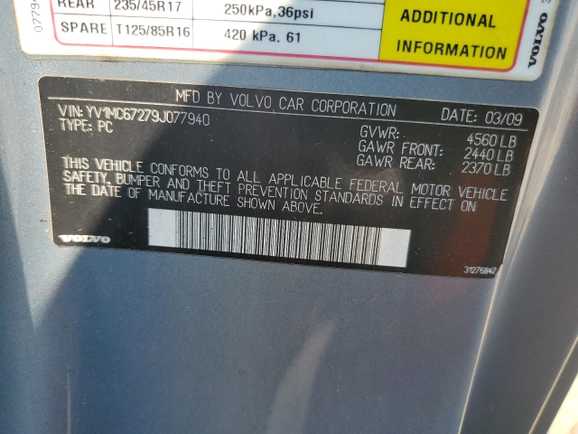 REAR 235/45R17 250kPa,36psi
SPARE T125/85R16 420 kPa, 61
ADDITIONAL
INFORMATION
VOLVO
MFD BY VOLVO CAR CORPORATION
VIN: YV1MC67279J077940 DATE: 03/09
TYPE: PC
GVWR: 4560 LB
GAWR FRONT: 2440 LB
GAWR REAR: 2370 LB
THIS VEHICLE CONFORMS TO ALL APPLICABLE FEDERAL MOTOR VEHICLE
SAFETY, BUMPER AND THEFT PREVENTION STANDARDS IN EFFECT ON
THE DATE OF MANUFACTURE SHOWN ABOVE.
VOLVO